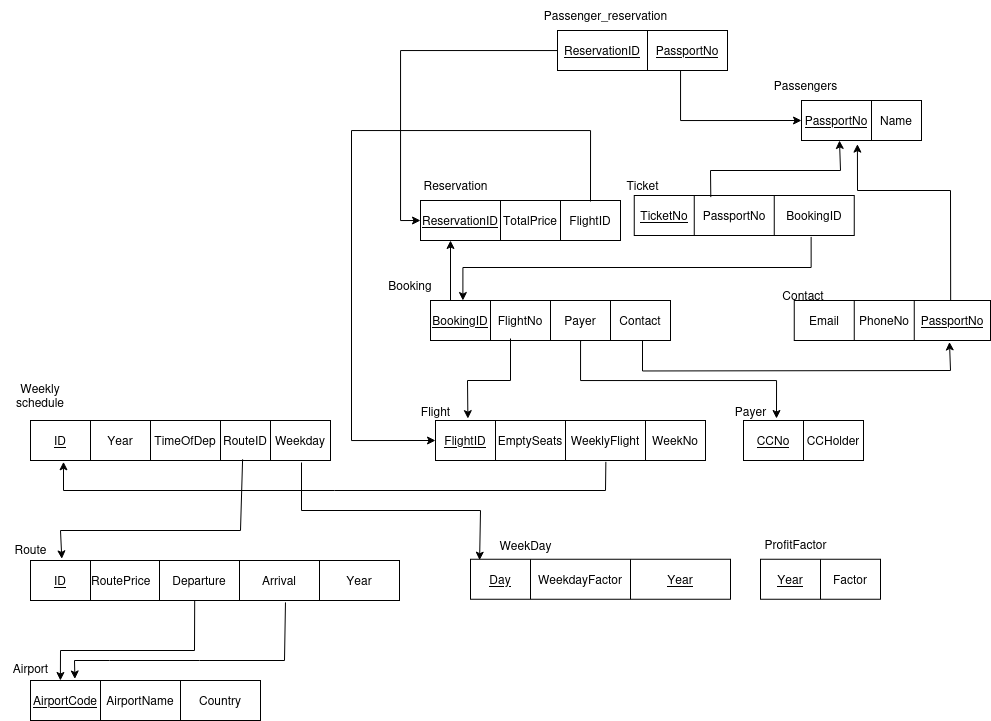 Passenger_reservation
ReservationID PassportNo
Passengers
PassportNo Name
Reservation
ReservationID TotalPrice FlightID
Ticket
TicketNo PassportNo BookingID
Booking
BookingID FlightNo Payer Contact
Contact
Email PhoneNo PassportNo
Weekly
schedule
ID Year TimeOfDep RouteID Weekday
Flight
FlightID EmptySeats WeeklyFlight WeekNo
Payer
CCNo CCHolder
Route
ID RoutePrice Departure Arrival Year
WeekDay
Day WeekdayFactor Year
ProfitFactor
Year Factor
Airport
AirportCode AirportName Country